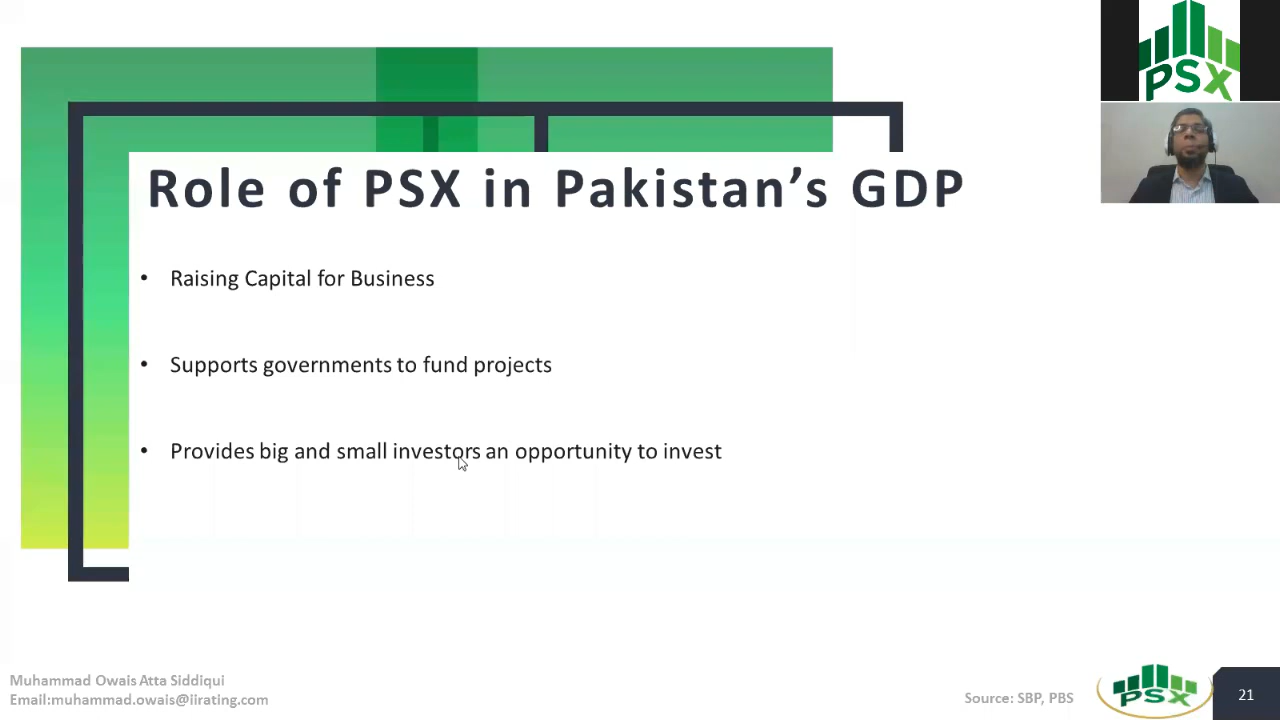 PSX
Role of PSX in Pakistan’s GDP
• Raising Capital for Business
• Supports governments to fund projects
• Provides big and small investors an opportunity to invest
Muhammad Owais Atta Siddiqui
Email:muhammad.owais@iirating.com
Source: SBP, PBS
PSX
21